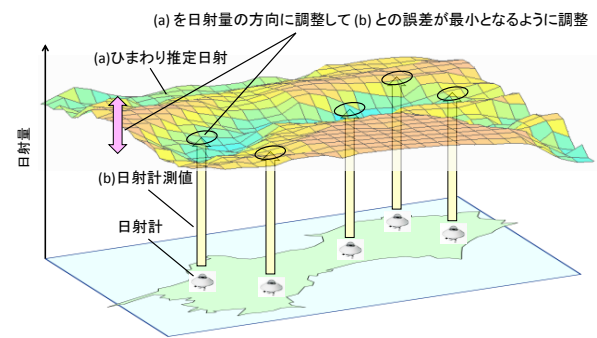 (a) を日射量の方向に調整して (b) との誤差が最小となるように調整
(a)ひまわり推定日射
日射量
(b)日射計測値
日射計